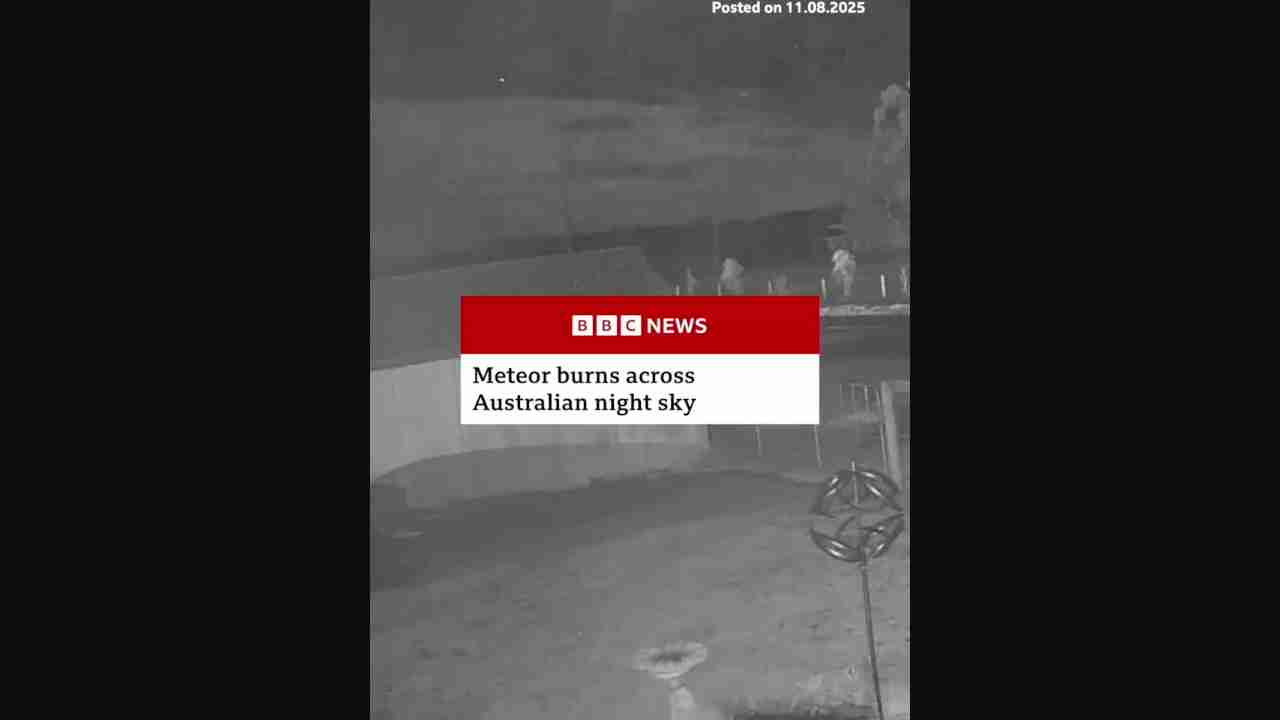 Posted on 11.08.2025
BBC NEWS
Meteor burns across
Australian night sky